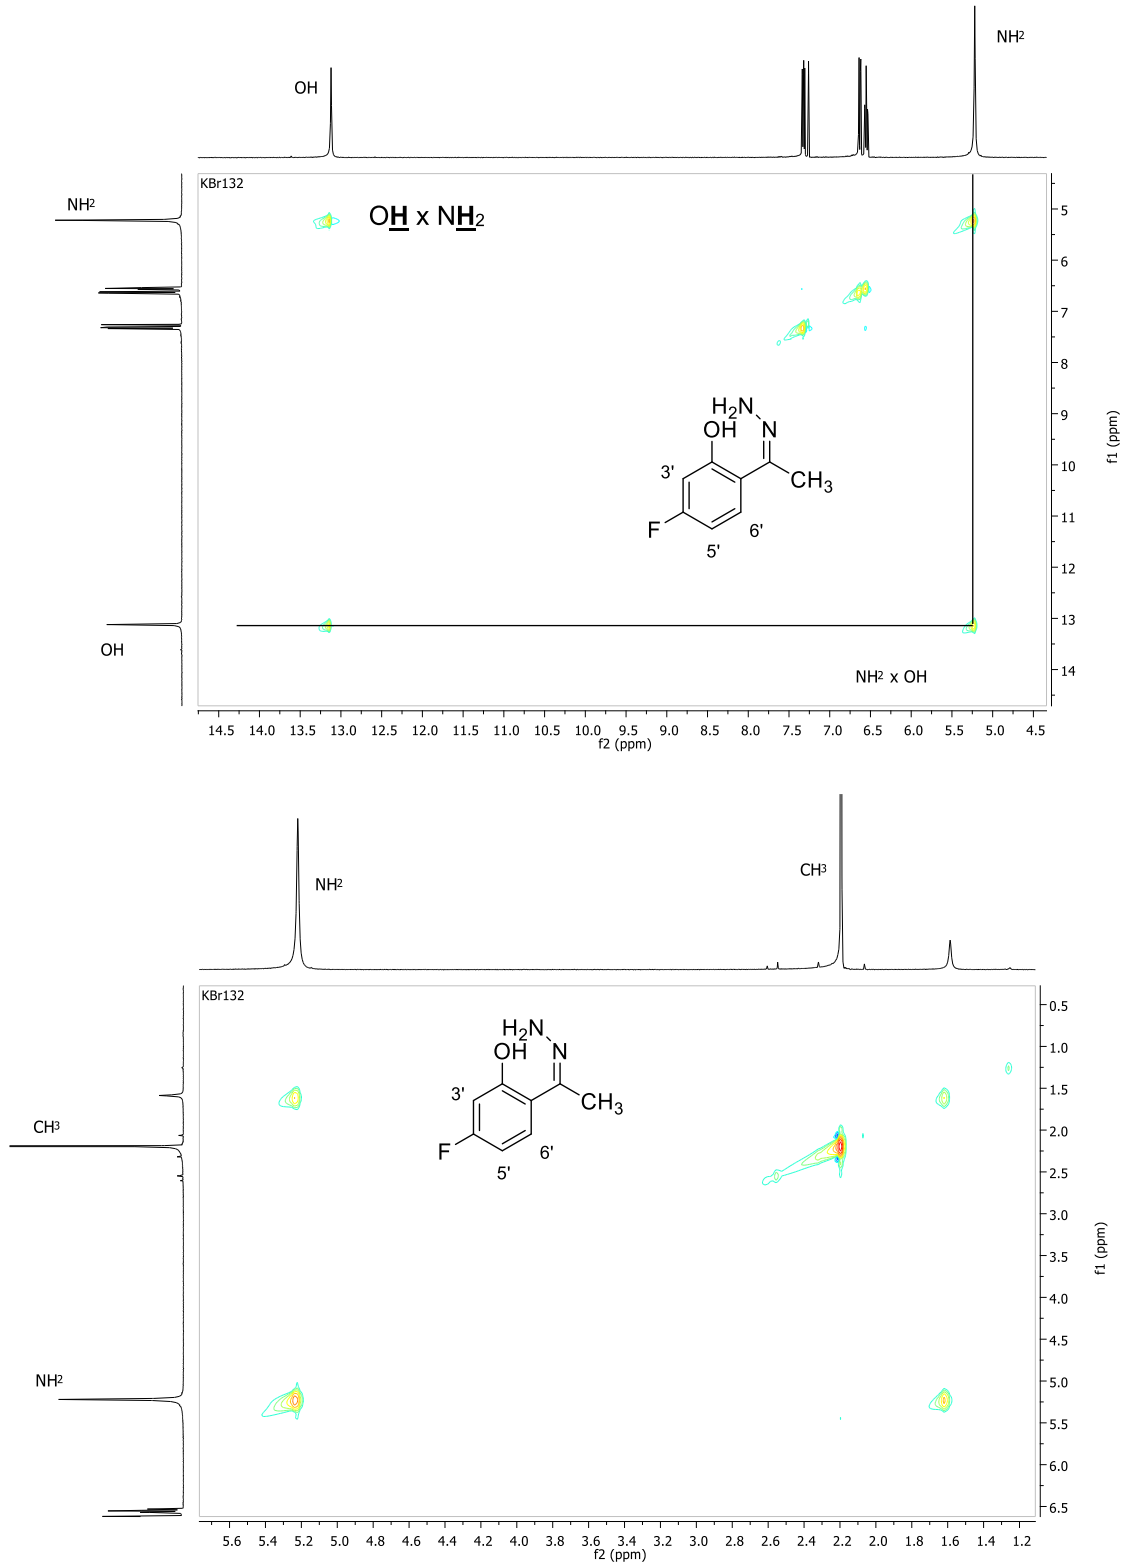 NH2
OH
NH2
KBr132
OH x NH2
5
6
7
8
9
10
11
12
13
14
f1 (ppm)
H2N
OH
N
3'
CH3
F
6'
5'
OH
NH2 x OH
14.5 14.0 13.5 13.0 12.5 12.0 11.5 11.0 10.5 10.0 9.5 9.0 8.5 8.0 7.5 7.0 6.5 6.0 5.5 5.0 4.5
f2 (ppm)
CH3
NH2
KBr132
0.5
1.0
1.5
2.0
2.5
3.0
3.5
4.0
4.5
5.0
5.5
6.0
6.5
f1 (ppm)
H2N
OH
N
3'
CH3
F
6'
5'
CH3
NH2
5.6 5.4 5.2 5.0 4.8 4.6 4.4 4.2 4.0 3.8 3.6 3.4 3.2 3.0 2.8 2.6 2.4 2.2 2.0 1.8 1.6 1.4 1.2
f2 (ppm)